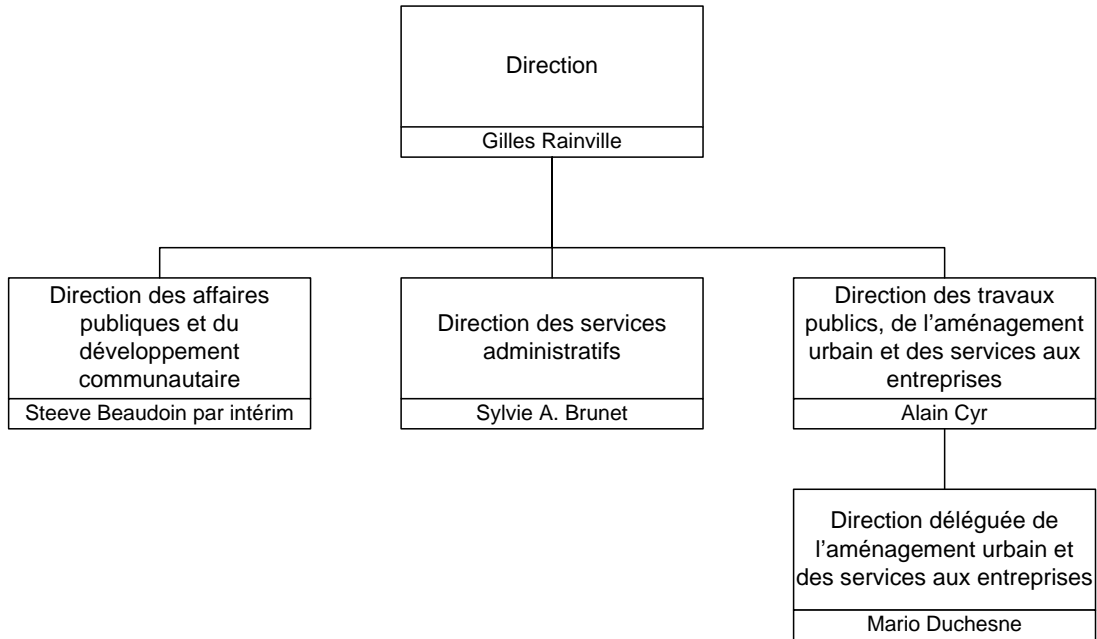 Direction
Gilles Rainville
Direction des affaires
publiques et du
développement
communautaire
Steeve Beaudoin par intérim
Direction des services
administratifs
Sylvie A. Brunet
Direction des travaux
publics, de l’aménagement
urbain et des services aux
entreprises
Alain Cyr
Direction déléguée de
l’aménagement urbain et
des services aux entreprises
Mario Duchesne